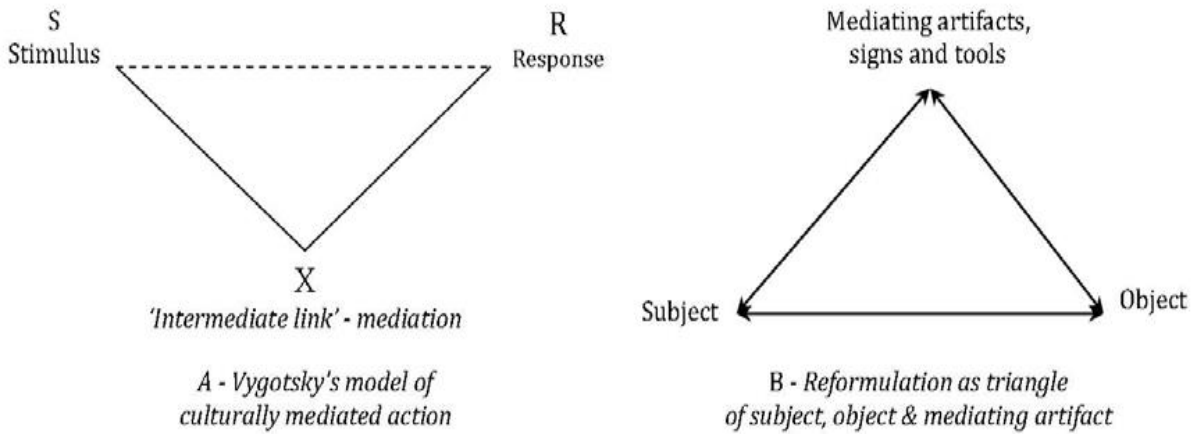 S
Stimulus
R
Response
X
'Intermediate link' - mediation
A - Vygotsky's model of
culturally mediated action
Mediating artifacts,
signs and tools
Subject
Object
B - Reformulation as triangle
of subject, object & mediating artifact